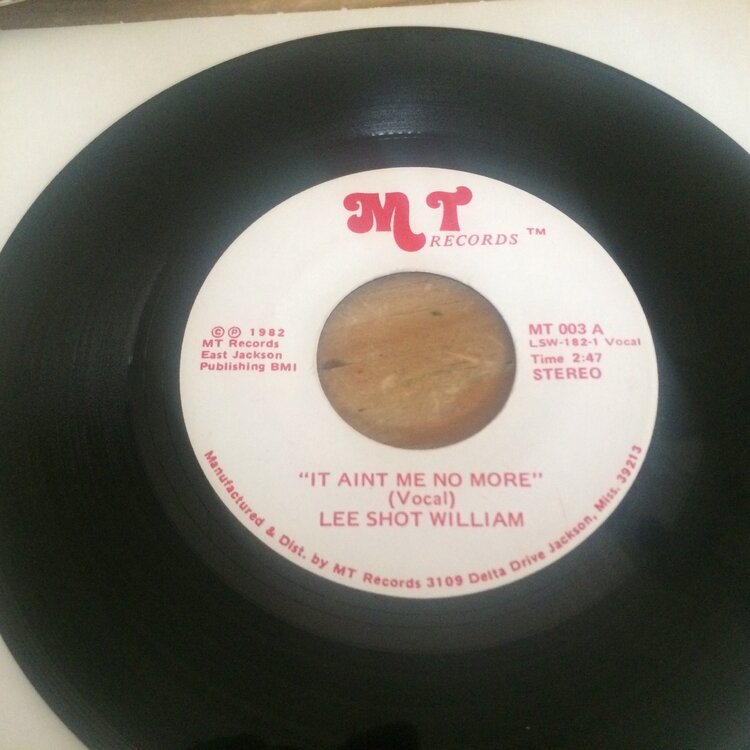 MT
RECORDS ™
© ℗ 1982
MT Records
East Jackson
Publishing BMI
MT 003 A
LSW-182-1 Vocal
Time 2:47
STEREO
"IT AINT ME NO MORE"
(Vocal)
LEE SHOT WILLIAM
Manufactured & Dist. by MT Records 3109 Delta Drive Jackson, Miss. 39213